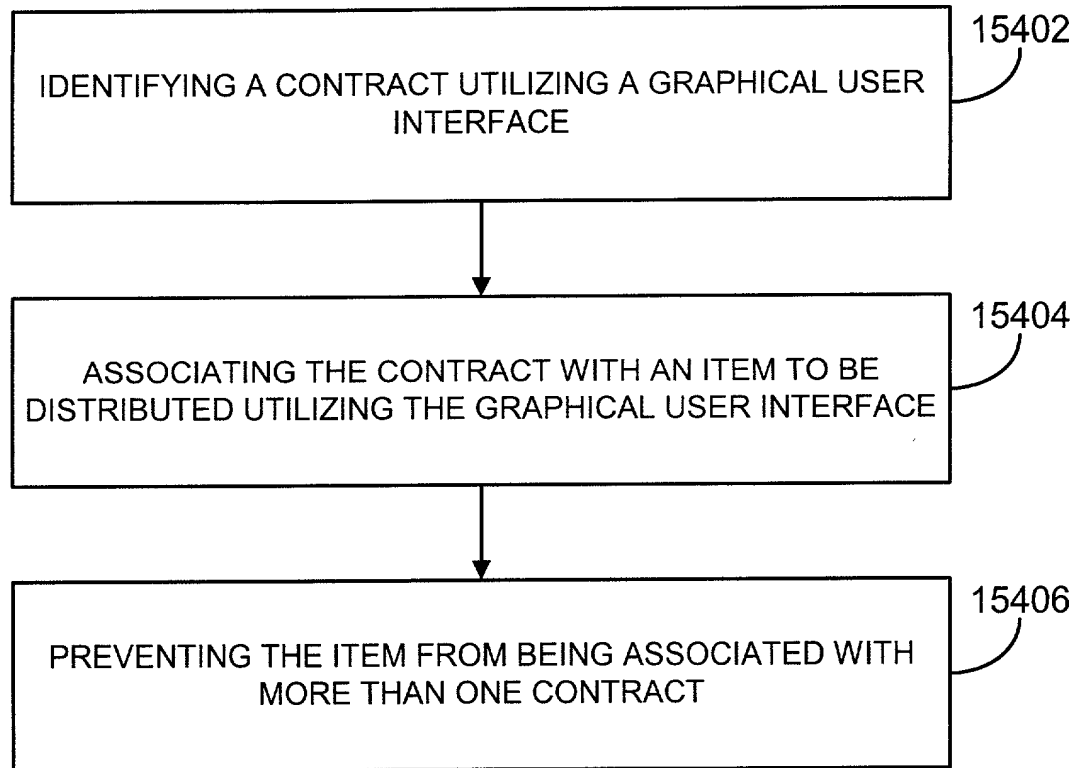 15402
IDENTIFYING A CONTRACT UTILIZING A GRAPHICAL USER
INTERFACE
15404
ASSOCIATING THE CONTRACT WITH AN ITEM TO BE
DISTRIBUTED UTILIZING THE GRAPHICAL USER INTERFACE
15406
PREVENTING THE ITEM FROM BEING ASSOCIATED WITH
MORE THAN ONE CONTRACT